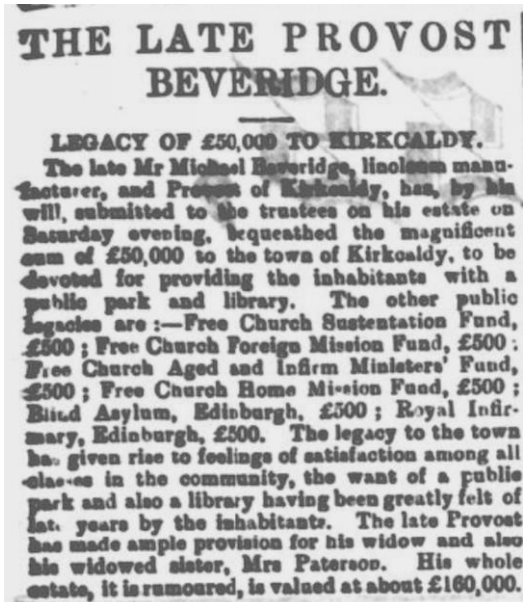 THE LATE PROVOST
BEVERIDGE.
LEGACY OF £50,000 TO KIRKCALDY.
The late Mr Michael Beveridge, linoleum manu-
facturer, and Provost of Kirkcaldy, has, by his
will, submitted to the trustees on his estate on
Saturday evening, bequeathed the magnificent
sum of £50,000 to the town of Kirkcaldy, to be
devoted for providing the inhabitants with a
public park and library. The other public
legacies are :—Free Church Sustentation Fund,
£500 ; Free Church Foreign Mission Fund, £500 ;
Free Church Aged and Infirm Ministers' Fund,
£500 ; Free Church Home Mission Fund, £500 ;
Blind Asylum, Edinburgh, £500 ; Royal Infir-
mary, Edinburgh, £500. The legacy to the town
has given rise to feelings of satisfaction among all
classes in the community, the want of a public
park and also a library having been greatly felt of
late years by the inhabitants. The late Provost
has made ample provision for his widow and also
his widowed sister, Mrs Paterson. His whole
estate, it is rumoured, is valued at about £160,000.